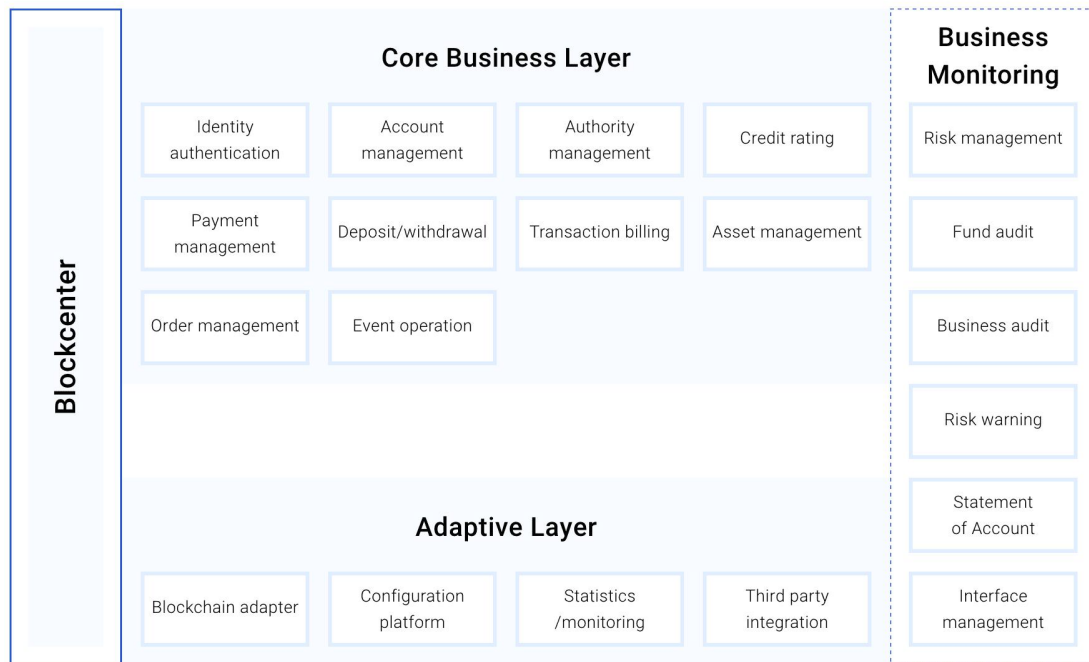 Blockcenter
Core Business Layer
Identity
authentication
Account
management
Authority
management
Credit rating
Payment
management
Deposit/withdrawal
Transaction billing
Asset management
Order management
Event operation
Adaptive Layer
Blockchain adapter
Configuration
platform
Statistics
/monitoring
Third party
integration
Business
Monitoring
Risk management
Fund audit
Business audit
Risk warning
Statement
of Account
Interface
management